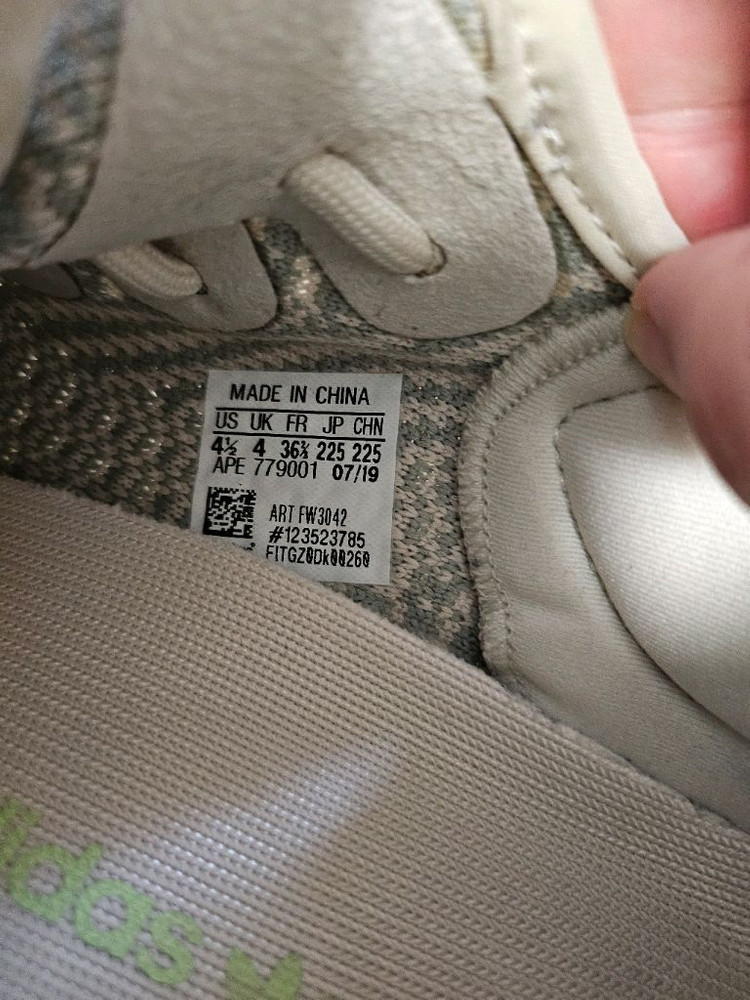 MADE IN CHINA
US UK FR JP CHN
4½ 4 36⅔ 225 225
APE 779001 07/19
ART FW3042
#123523785
adidas